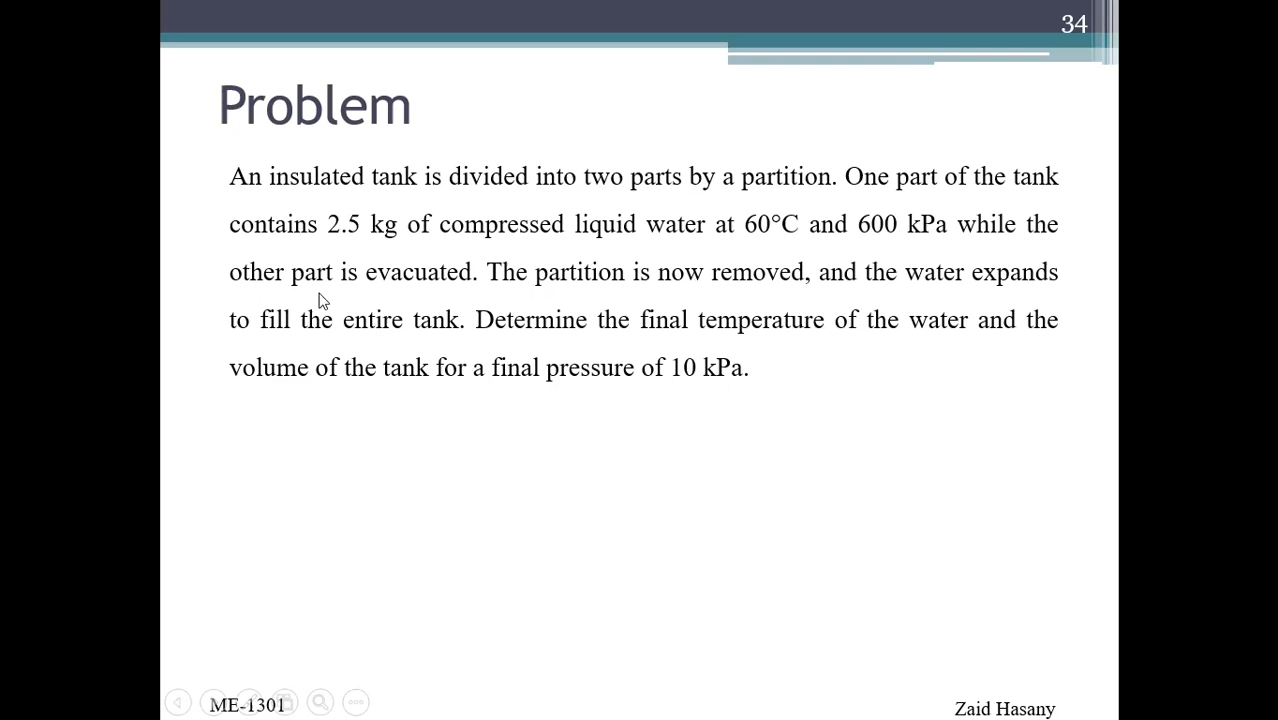 34
Problem
An insulated tank is divided into two parts by a partition. One part of the tank
contains 2.5 kg of compressed liquid water at 60°C and 600 kPa while the
other part is evacuated. The partition is now removed, and the water expands
to fill the entire tank. Determine the final temperature of the water and the
volume of the tank for a final pressure of 10 kPa.
ME-1301
Zaid Hasany